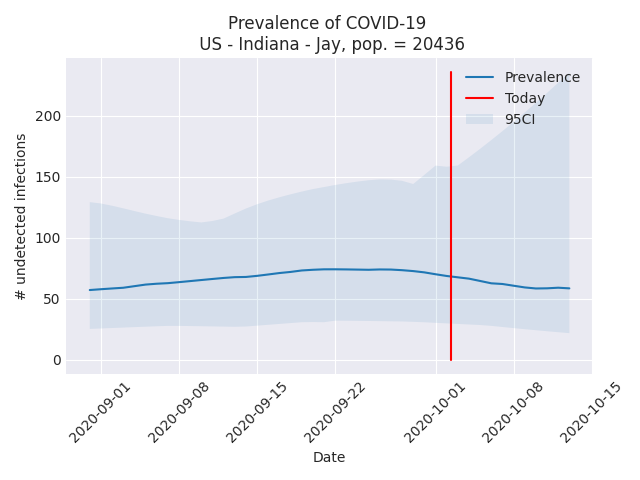 Prevalence of COVID-19
US - Indiana - Jay, pop. = 20436
Prevalence
Today
95CI
# undetected infections
200
150
100
50
0
2020-09-01
2020-09-08
2020-09-15
2020-09-22
2020-10-01
2020-10-08
2020-10-15
Date